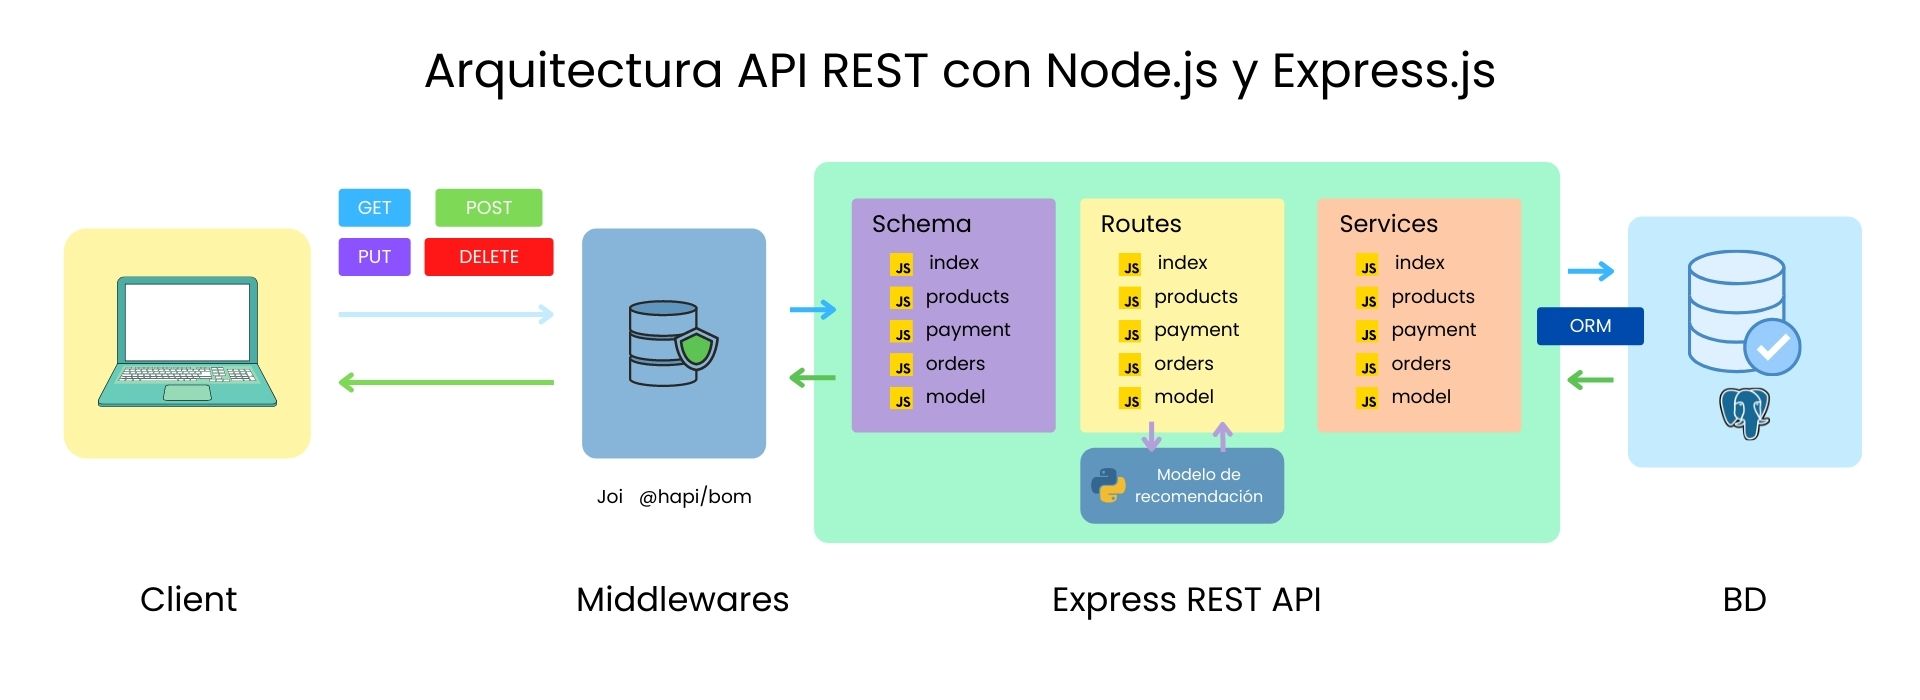 Arquitectura API REST con Node.js y Express.js
GET
POST
PUT
DELETE
Joi @hapi/bom
Schema
JS index
JS products
JS payment
JS orders
JS model
Routes
JS index
JS products
JS payment
JS orders
JS model
Modelo de
recomendación
Services
JS index
JS products
JS payment
JS orders
JS model
ORM
Client
Middlewares
Express REST API
BD